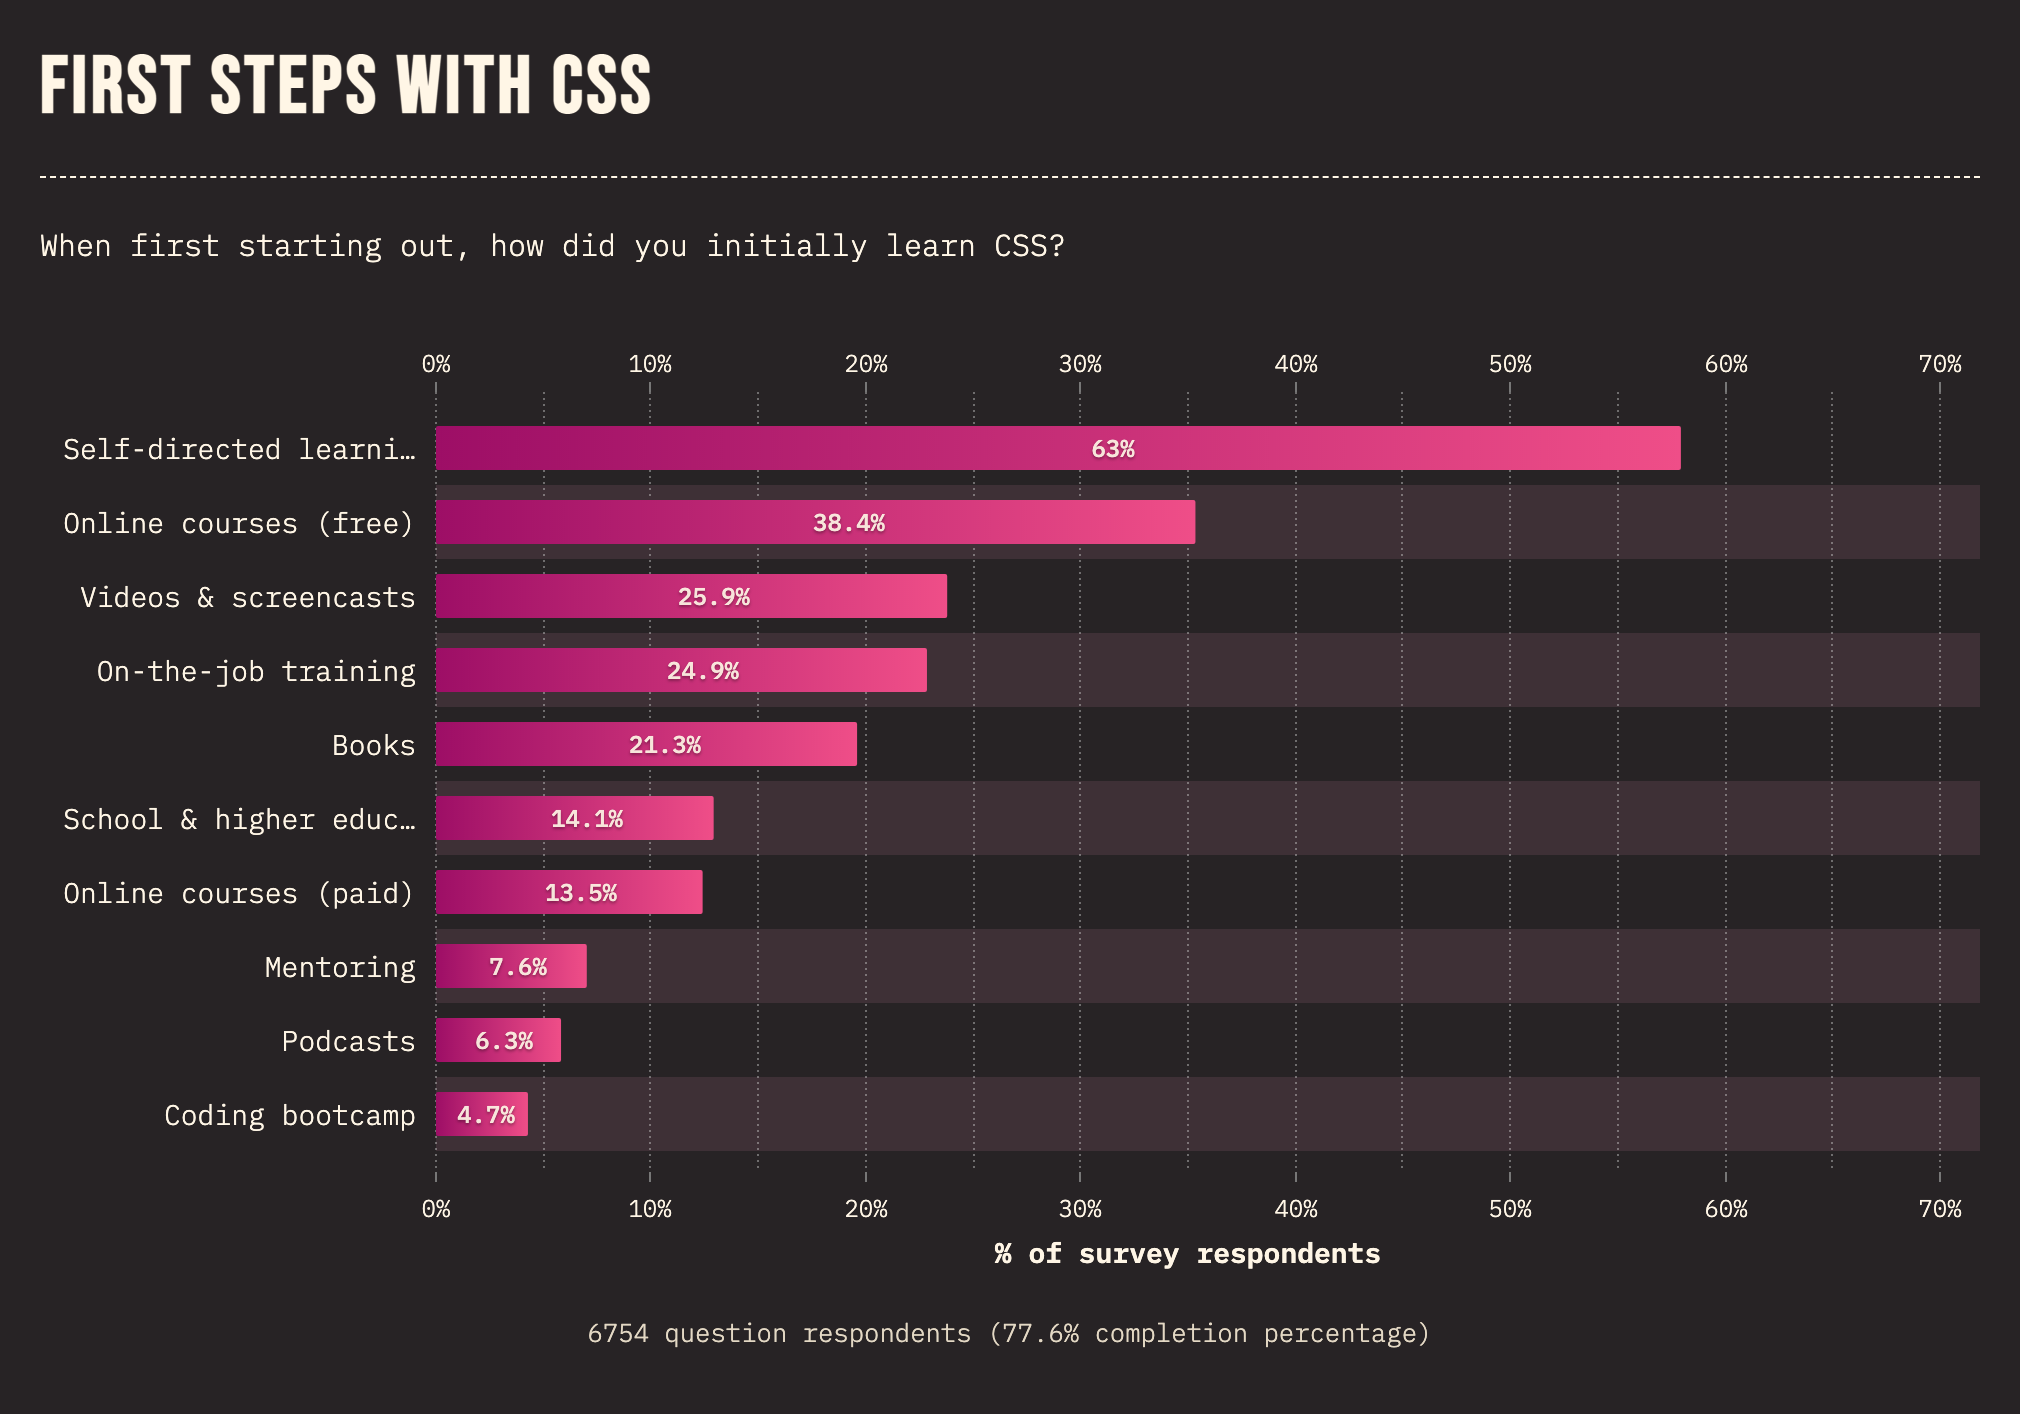 FIRST STEPS WITH CSS
When first starting out, how did you initially learn CSS?
0% 10% 20% 30% 40% 50% 60% 70%
Self-directed learni… 63%
Online courses (free) 38.4%
Videos & screencasts 25.9%
On-the-job training 24.9%
Books 21.3%
School & higher educ… 14.1%
Online courses (paid) 13.5%
Mentoring 7.6%
Podcasts 6.3%
Coding bootcamp 4.7%
0% 10% 20% 30% 40% 50% 60% 70%
% of survey respondents
6754 question respondents (77.6% completion percentage)